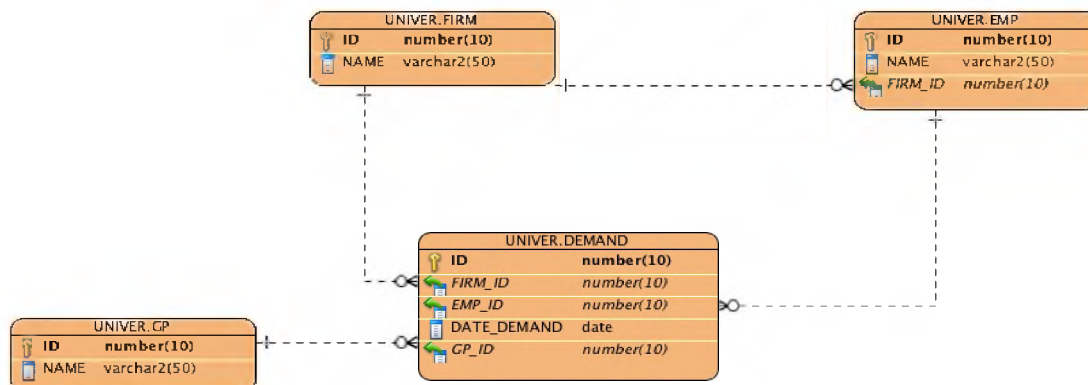 UNIVER.FIRM
ID number(10)
NAME varchar2(50)
UNIVER.EMP
ID number(10)
NAME varchar2(50)
FIRM_ID number(10)
UNIVER.DEMAND
ID number(10)
FIRM_ID number(10)
EMP_ID number(10)
DATE_DEMAND date
GP_ID number(10)
UNIVER.GP
ID number(10)
NAME varchar2(50)